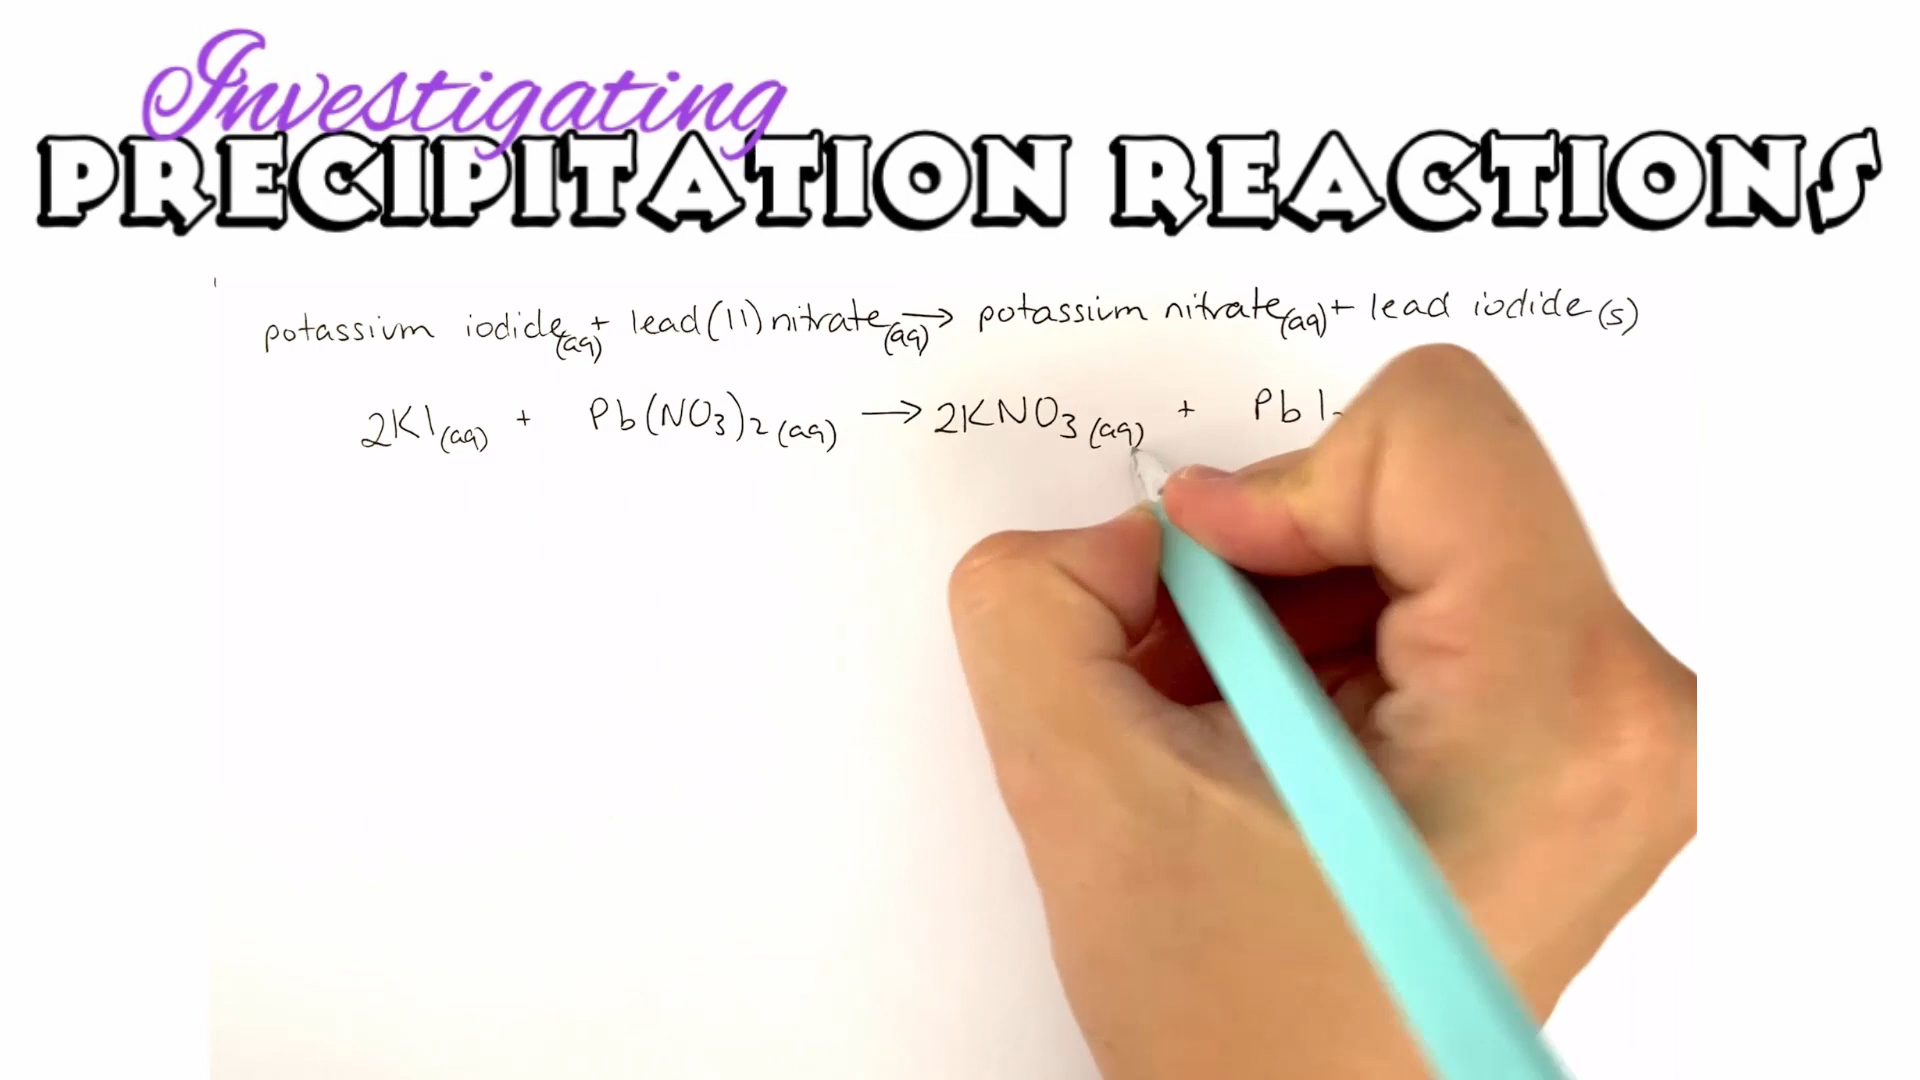 Investigating
PRECIPITATION REACTIONS
potassium iodide(aq) + lead(II) nitrate(aq) → potassium nitrate(aq) + lead iodide(s)
2KI(aq) + Pb(NO3)2(aq) → 2KNO3(aq) + PbI